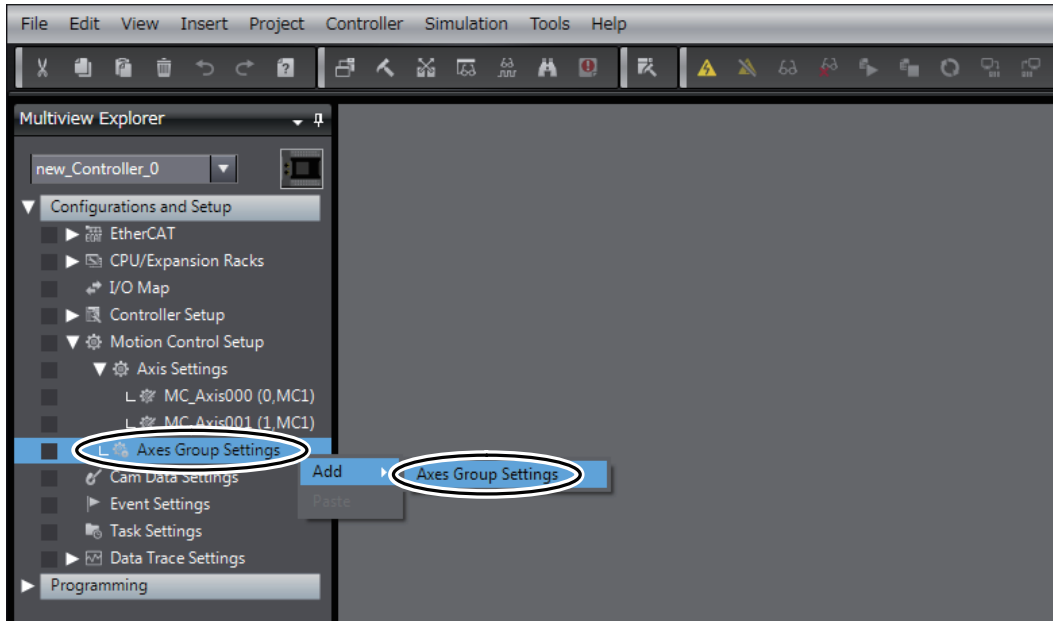 File Edit View Insert Project Controller Simulation Tools Help
Multiview Explorer
new_Controller_0
Configurations and Setup
EtherCAT
CPU/Expansion Racks
I/O Map
Controller Setup
Motion Control Setup
Axis Settings
MC_Axis000 (0,MC1)
MC_Axis001 (1,MC1)
Axes Group Settings
Add
Axes Group Settings
Cam Data Settings
Paste
Event Settings
Task Settings
Data Trace Settings
Programming